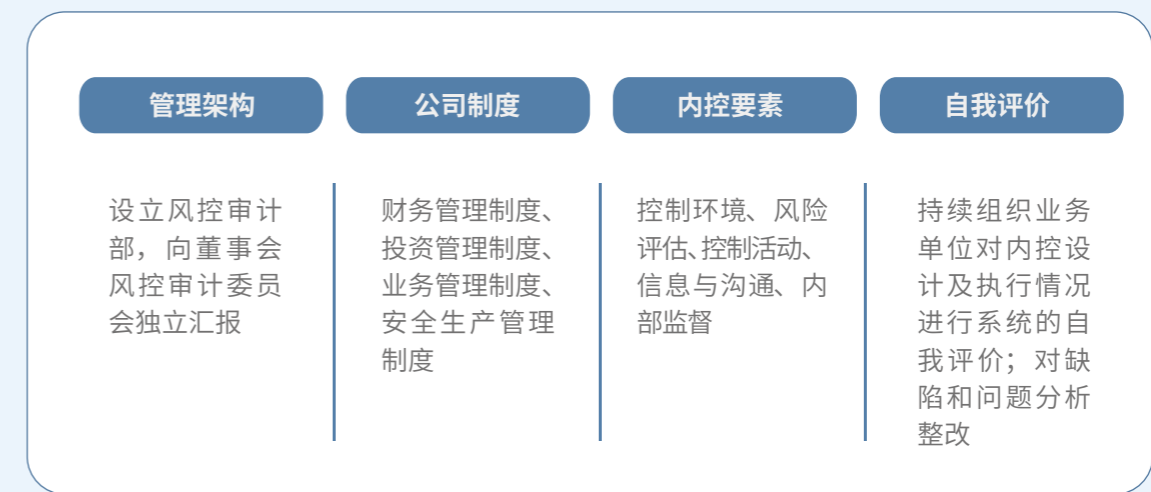 管理架构
设立风控审计
部，向董事会
风控审计委员
会独立汇报
公司制度
财务管理制度、
投资管理制度、
业务管理制度、
安全生产管理
制度
内控要素
控制环境、风险
评估、控制活动、
信息与沟通、内
部监督
自我评价
持续组织业务
单位对内控设
计及执行情况
进行系统的自
我评价；对缺
陷和问题分析
整改